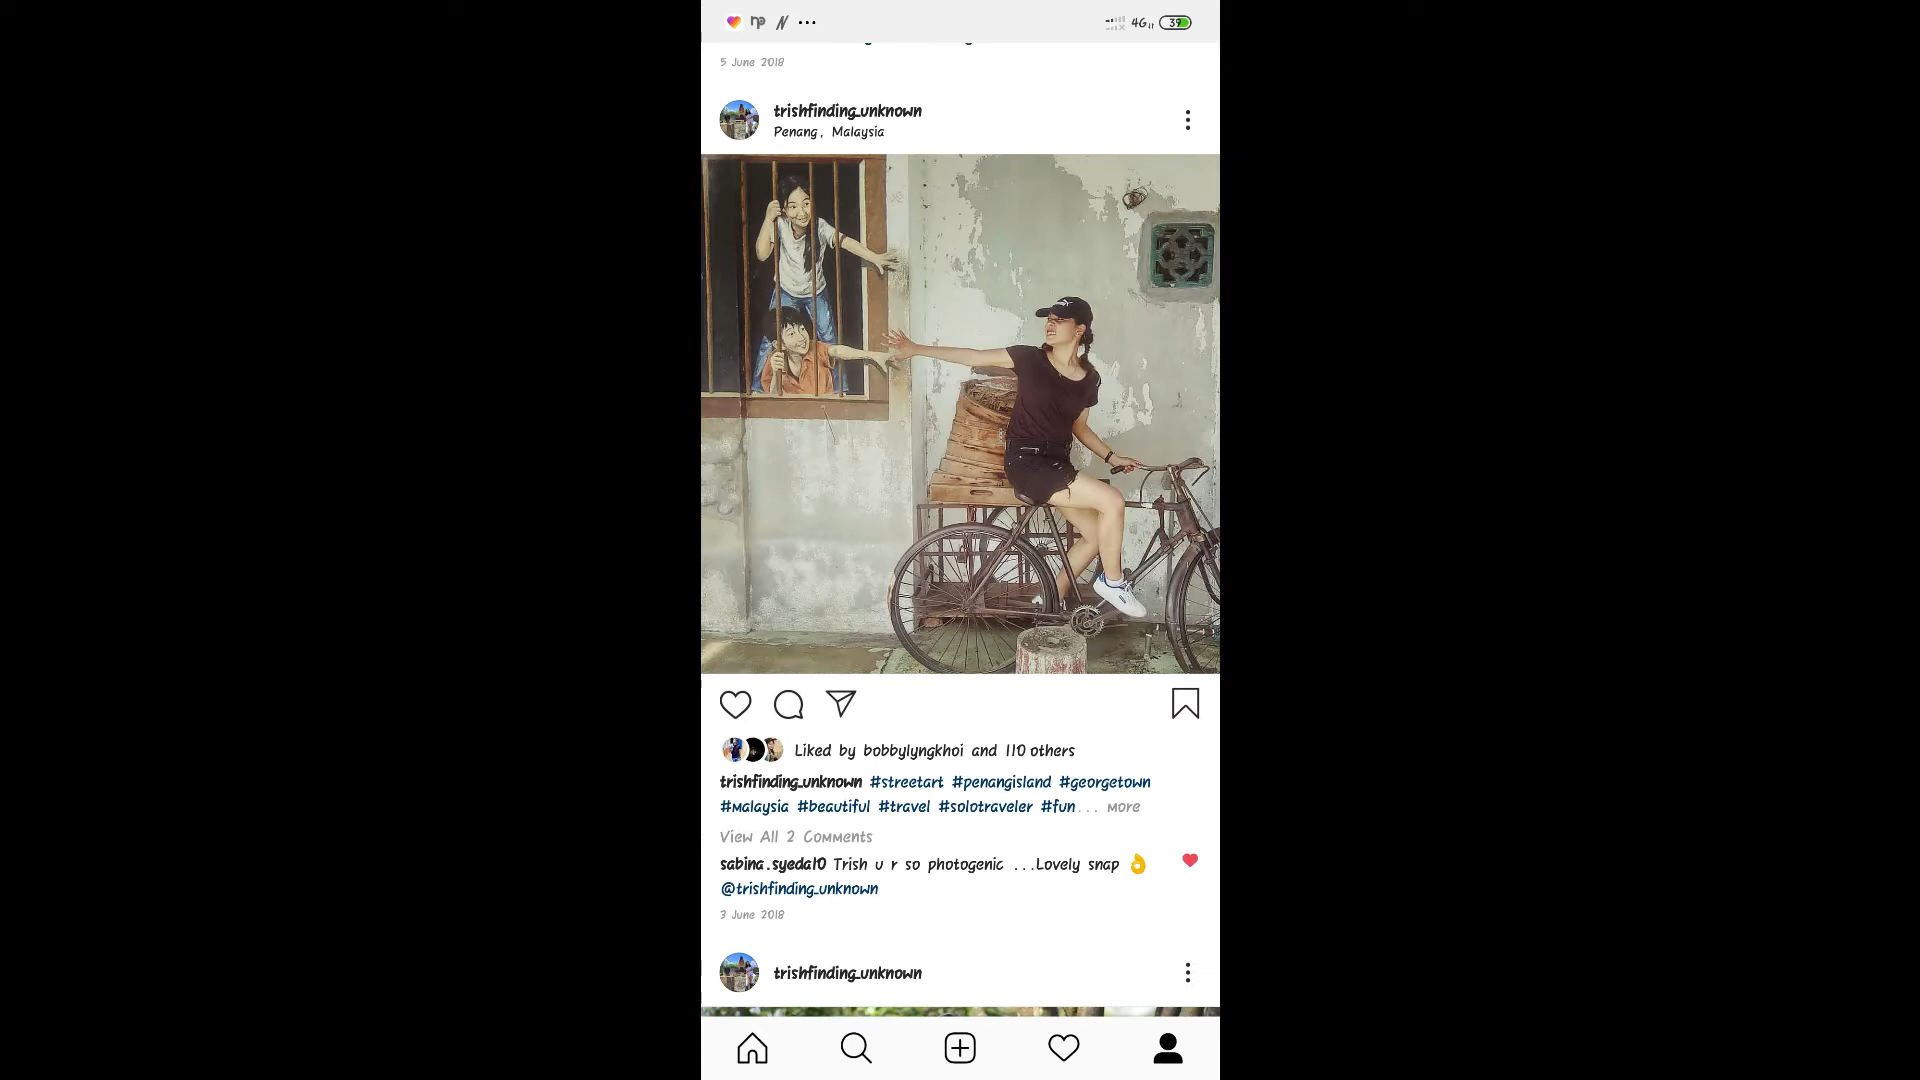 4G
39
5 June 2018
trishfinding_unknown
Penang, Malaysia
Liked by bobbylyngkhoi and 110 others
trishfinding_unknown #streetart #penangisland #georgetown
#malaysia #beautiful #travel #solotraveler #fun... more
View All 2 Comments
sabina.syeda10 Trish u r so photogenic ...Lovely snap 👌
@trishfinding_unknown
3 June 2018
trishfinding_unknown